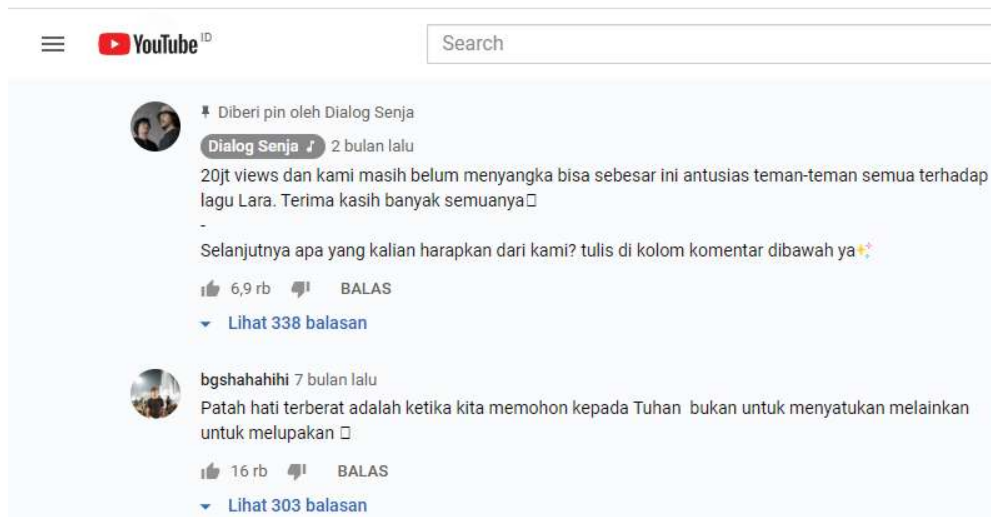 YouTube ID
Search
Diberi pin oleh Dialog Senja
Dialog Senja 2 bulan lalu
20jt views dan kami masih belum menyangka bisa sebesar ini antusias teman-teman semua terhadap
lagu Lara. Terima kasih banyak semuanya
-
Selanjutnya apa yang kalian harapkan dari kami? tulis di kolom komentar dibawah ya✨
6,9 rb BALAS
Lihat 338 balasan
bgshahahihi 7 bulan lalu
Patah hati terberat adalah ketika kita memohon kepada Tuhan bukan untuk menyatukan melainkan
untuk melupakan
16 rb BALAS
Lihat 303 balasan